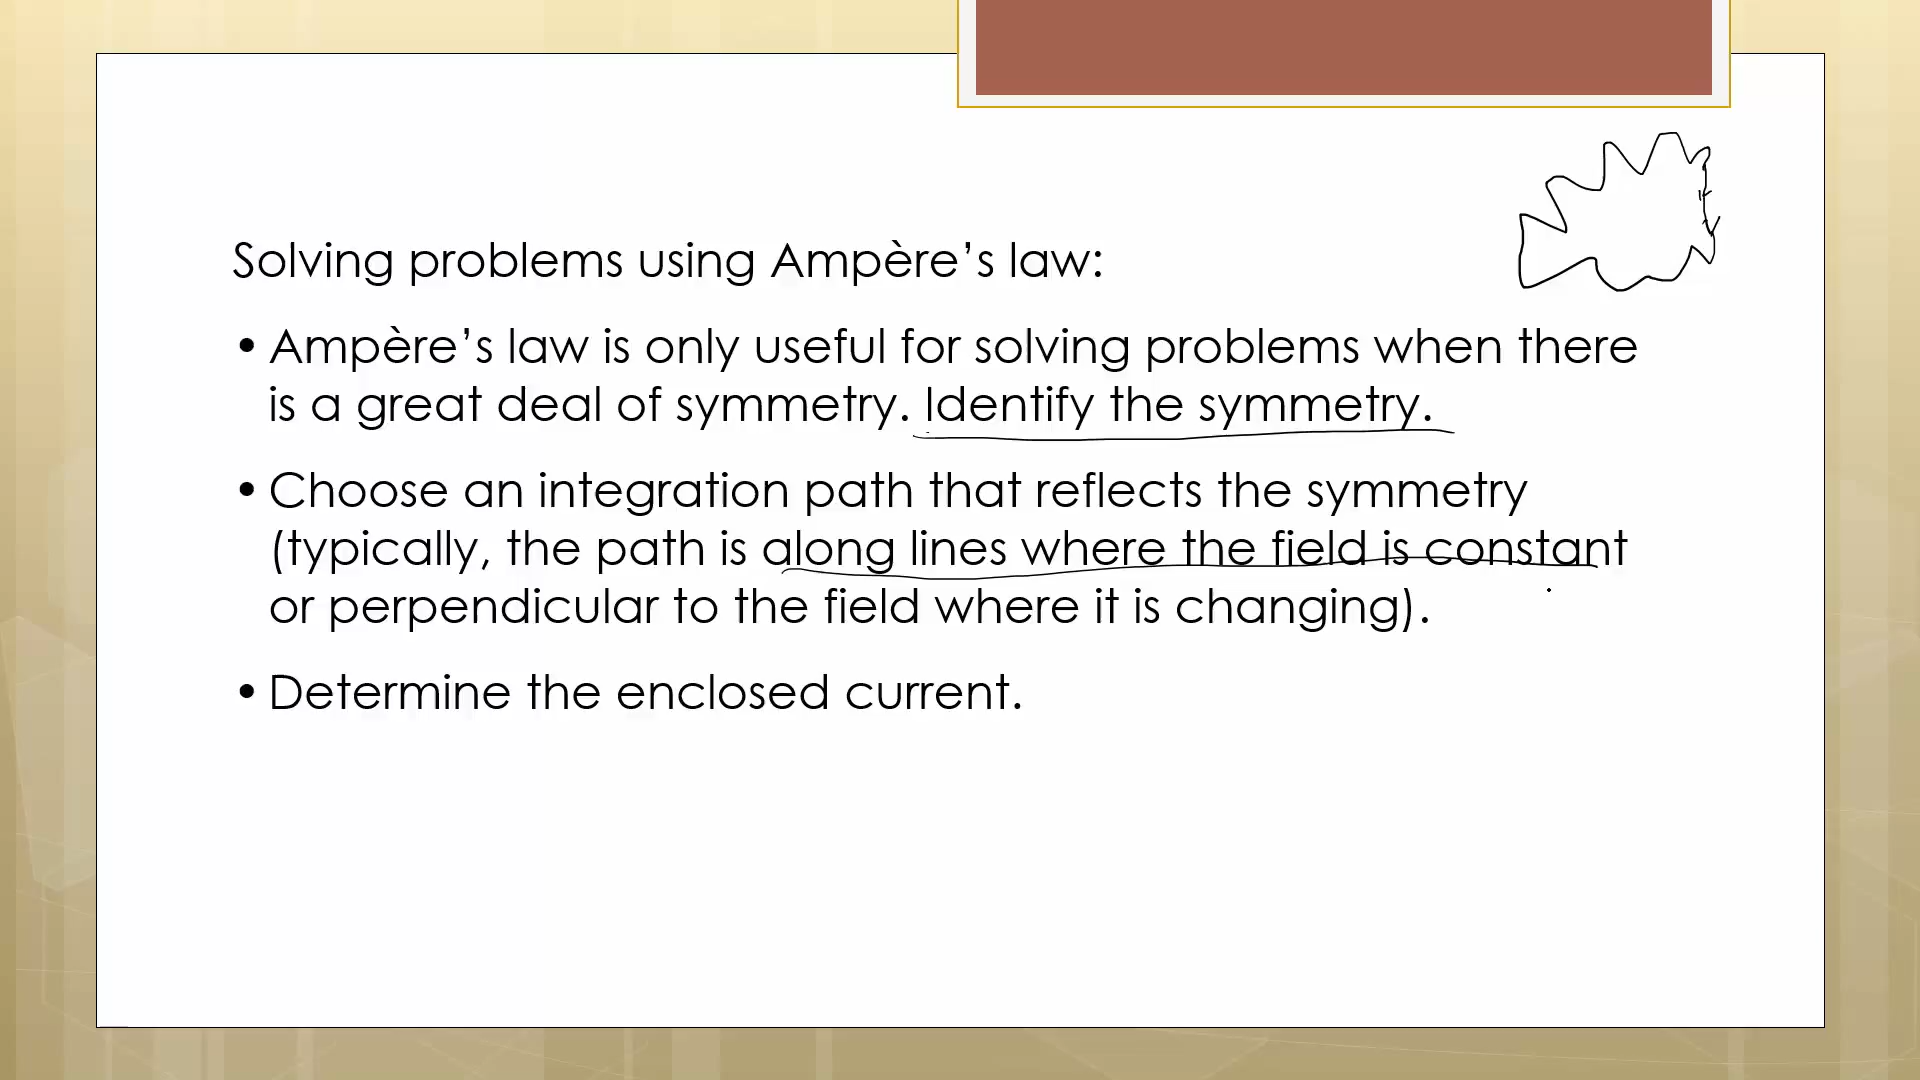 Solving problems using Ampère’s law:
• Ampère’s law is only useful for solving problems when there
is a great deal of symmetry. Identify the symmetry.
• Choose an integration path that reflects the symmetry
(typically, the path is along lines where the field is constant
or perpendicular to the field where it is changing).
• Determine the enclosed current.